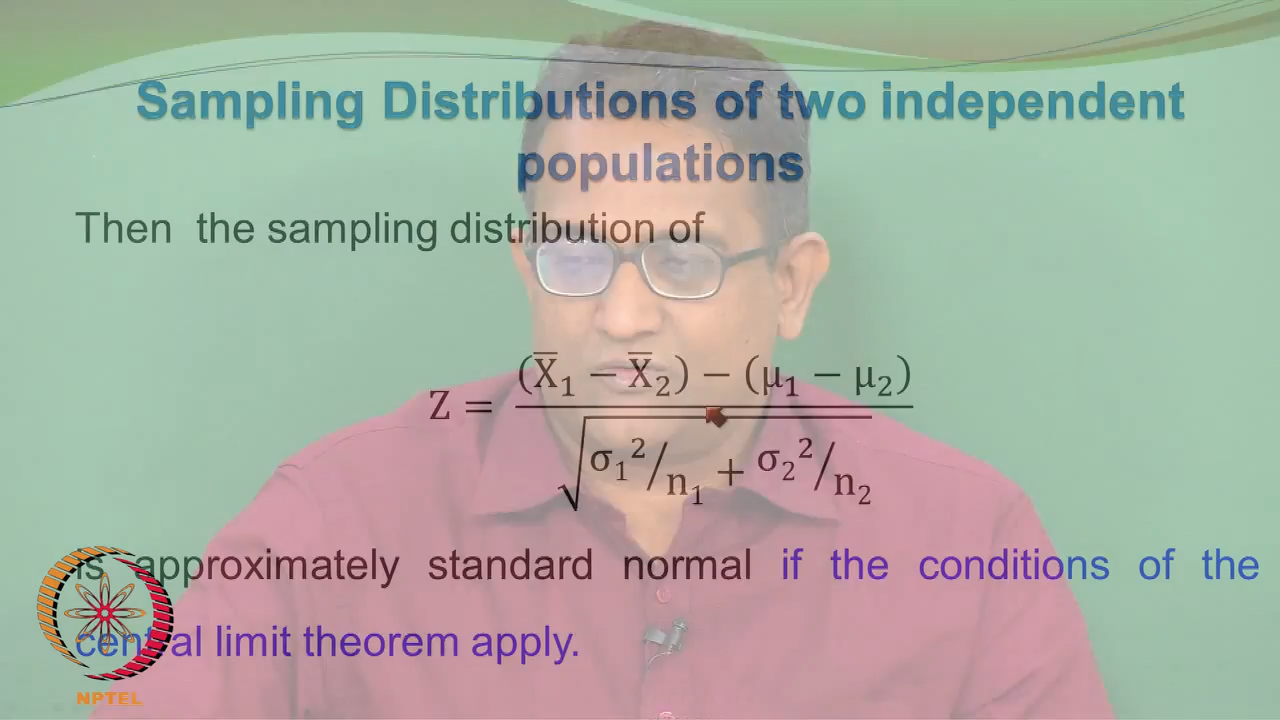 Sampling Distributions of two independent
populations
Then the sampling distribution of
Z = (X̅₁ − X̅₂) − (μ₁ − μ₂) / √(σ₁²/n₁ + σ₂²/n₂)
is approximately standard normal if the conditions of the
central limit theorem apply.
NPTEL